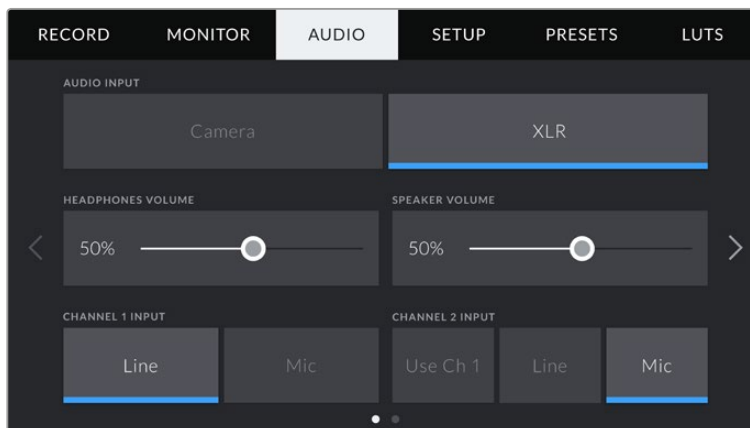 RECORD MONITOR AUDIO SETUP PRESETS LUTS
AUDIO INPUT
Camera XLR
HEADPHONES VOLUME SPEAKER VOLUME
50% 50%
CHANNEL 1 INPUT CHANNEL 2 INPUT
Line Mic Use Ch 1 Line Mic